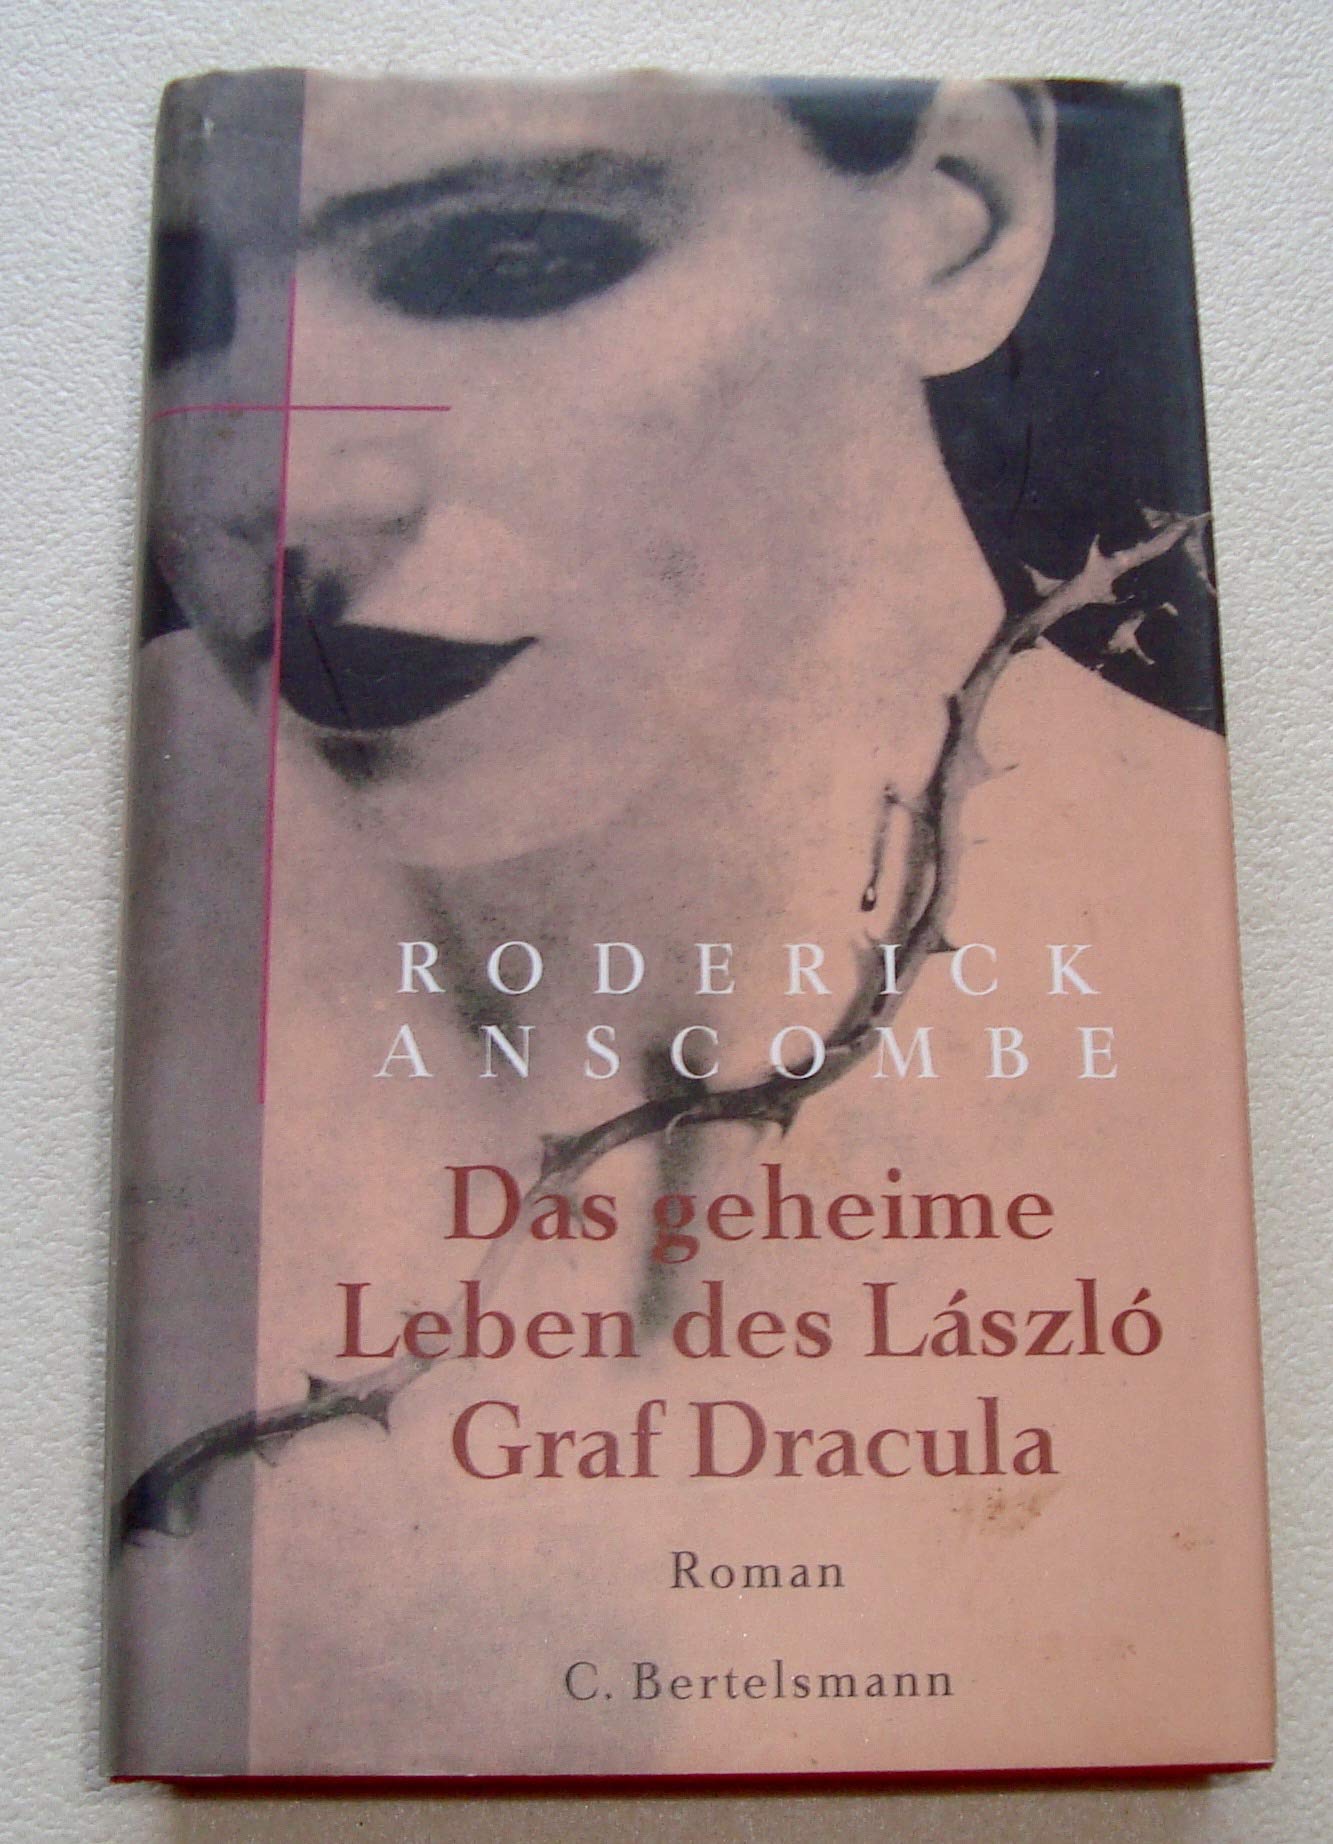 RODERICK
ANSCOMBE
Das geheime
Leben des László
Graf Dracula
Roman
C. Bertelsmann